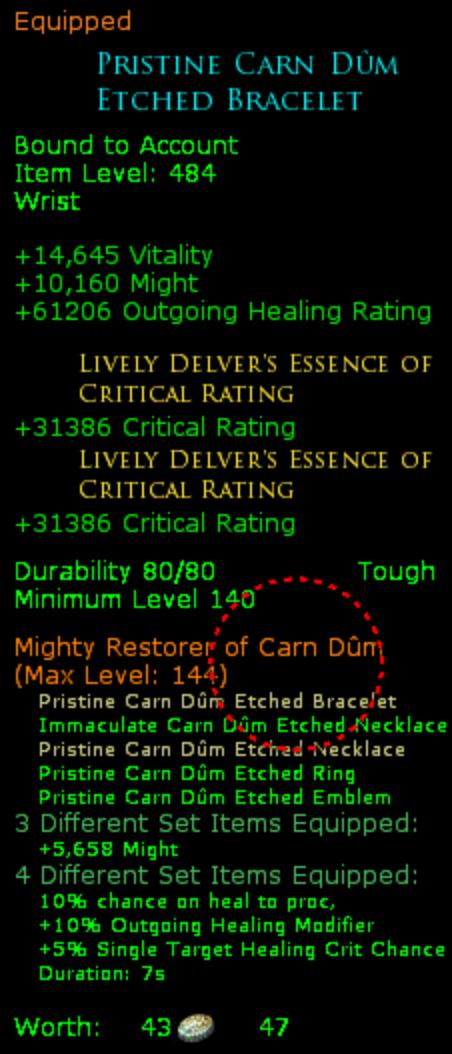 Equipped
PRISTINE CARN DÛM
ETCHED BRACELET
Bound to Account
Item Level: 484
Wrist
+14,645 Vitality
+10,160 Might
+61206 Outgoing Healing Rating
LIVELY DELVER'S ESSENCE OF
CRITICAL RATING
+31386 Critical Rating
LIVELY DELVER'S ESSENCE OF
CRITICAL RATING
+31386 Critical Rating
Durability 80/80 Tough
Minimum Level 140
Mighty Restorer of Carn Dûm
(Max Level: 144)
Pristine Carn Dûm Etched Bracelet
Immaculate Carn Dûm Etched Necklace
Pristine Carn Dûm Etched Necklace
Pristine Carn Dûm Etched Ring
Pristine Carn Dûm Etched Emblem
3 Different Set Items Equipped:
+5,658 Might
4 Different Set Items Equipped:
10% chance on heal to proc,
+10% Outgoing Healing Modifier
+5% Single Target Healing Crit Chance
Duration: 7s
Worth: 43 47